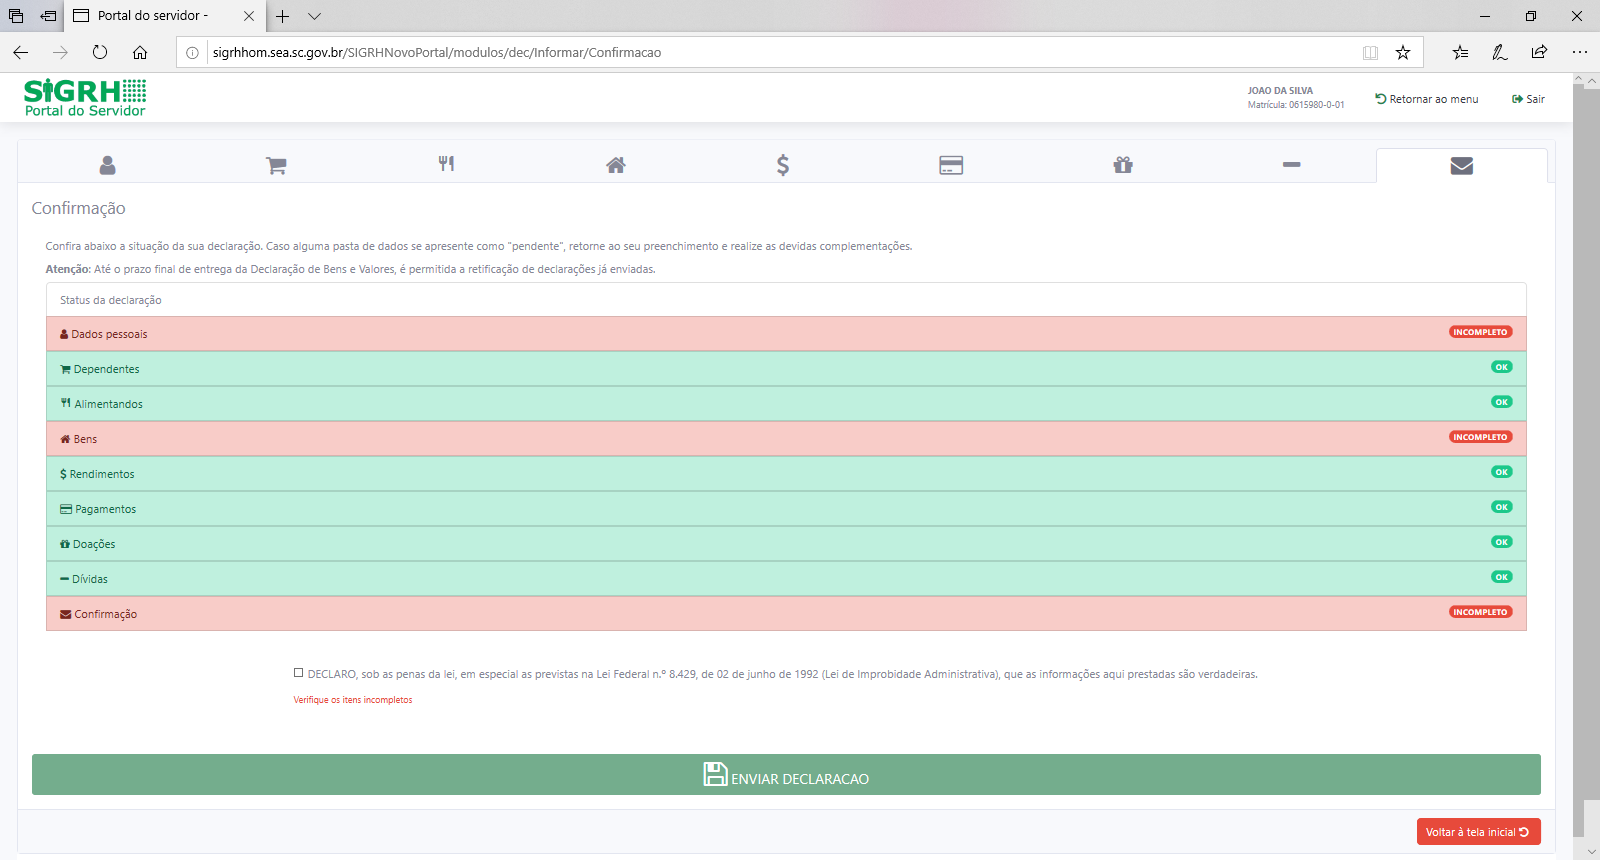 Portal do servidor -
sigrhhom.sea.sc.gov.br/SIGRHNovoPortal/modulos/dec/Informar/Confirmacao
SIGRH
Portal do Servidor
JOAO DA SILVA
Matrícula: 0615980-0-01
Retornar ao menu
Sair
Confirmação
Confira abaixo a situação da sua declaração. Caso alguma pasta de dados se apresente como "pendente", retorne ao seu preenchimento e realize as devidas complementações.
Atenção: Até o prazo final de entrega da Declaração de Bens e Valores, é permitida a retificação de declarações já enviadas.
Status da declaração
Dados pessoais INCOMPLETO
Dependentes OK
Alimentandos OK
Bens INCOMPLETO
$ Rendimentos OK
Pagamentos OK
Doações OK
Dívidas OK
Confirmação INCOMPLETO
DECLARO, sob as penas da lei, em especial as previstas na Lei Federal n.º 8.429, de 02 de junho de 1992 (Lei de Improbidade Administrativa), que as informações aqui prestadas são verdadeiras.
Verifique os itens incompletos
ENVIAR DECLARACAO
Voltar à tela inicial